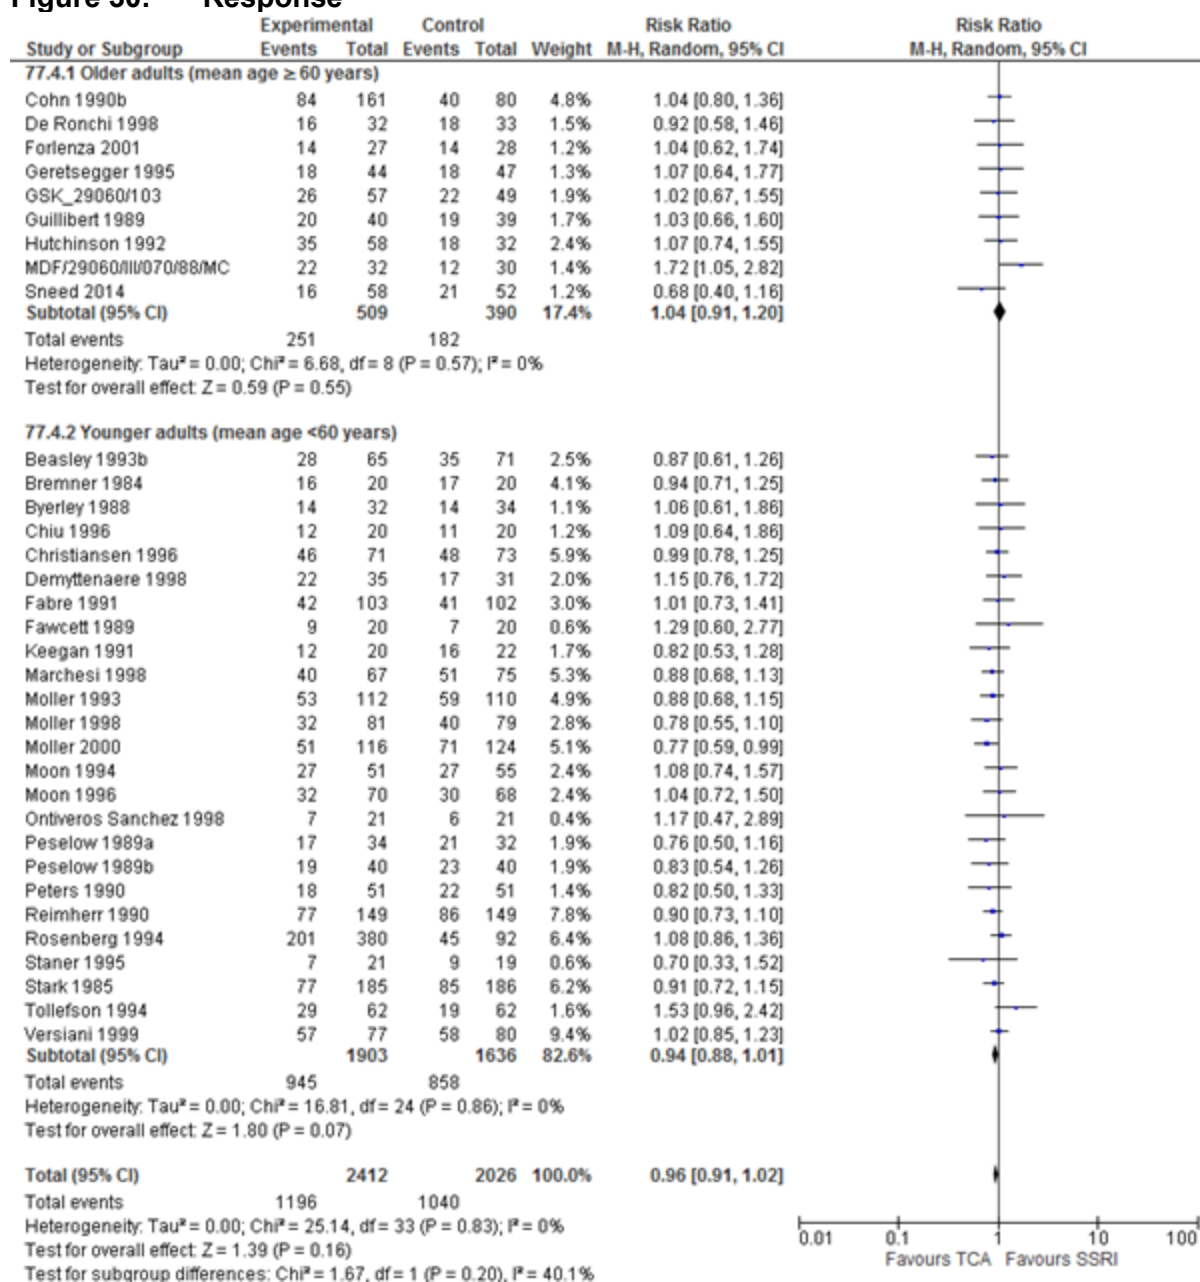 Figure 30: Response
Experimental Control Risk Ratio Risk Ratio
Study or Subgroup Events Total Events Total Weight M-H, Random, 95% CI M-H, Random, 95% CI
77.4.1 Older adults (mean age ≥ 60 years)
Cohn 1990b 84 161 40 80 4.8% 1.04 [0.80, 1.36]
De Ronchi 1998 16 32 18 33 1.5% 0.92 [0.58, 1.46]
Forlenza 2001 14 27 14 28 1.2% 1.04 [0.62, 1.74]
Geretsegger 1995 18 44 18 47 1.3% 1.07 [0.64, 1.77]
GSK_29060/103 26 57 22 49 1.9% 1.02 [0.67, 1.55]
Guillibert 1989 20 40 19 39 1.7% 1.03 [0.66, 1.60]
Hutchinson 1992 35 58 18 32 2.4% 1.07 [0.74, 1.55]
MDF/29060/III/070/88/MC 22 32 12 30 1.4% 1.72 [1.05, 2.82]
Sneed 2014 16 58 21 52 1.2% 0.68 [0.40, 1.16]
Subtotal (95% CI) 509 390 17.4% 1.04 [0.91, 1.20]
Total events 251 182
Heterogeneity: Tau² = 0.00; Chi² = 6.68, df = 8 (P = 0.57); I² = 0%
Test for overall effect: Z = 0.59 (P = 0.55)
77.4.2 Younger adults (mean age <60 years)
Beasley 1993b 28 65 35 71 2.5% 0.87 [0.61, 1.26]
Bremner 1984 16 20 17 20 4.1% 0.94 [0.71, 1.25]
Byerley 1988 14 32 14 34 1.1% 1.06 [0.61, 1.86]
Chiu 1996 12 20 11 20 1.2% 1.09 [0.64, 1.86]
Christiansen 1996 46 71 48 73 5.9% 0.99 [0.78, 1.25]
Demyttenaere 1998 22 35 17 31 2.0% 1.15 [0.76, 1.72]
Fabre 1991 42 103 41 102 3.0% 1.01 [0.73, 1.41]
Fawcett 1989 9 20 7 20 0.6% 1.29 [0.60, 2.77]
Keegan 1991 12 20 16 22 1.7% 0.82 [0.53, 1.28]
Marchesi 1998 40 67 51 75 5.3% 0.88 [0.68, 1.13]
Moller 1993 53 112 59 110 4.9% 0.88 [0.68, 1.15]
Moller 1998 32 81 40 79 2.8% 0.78 [0.55, 1.10]
Moller 2000 51 116 71 124 5.1% 0.77 [0.59, 0.99]
Moon 1994 27 51 27 55 2.4% 1.08 [0.74, 1.57]
Moon 1996 32 70 30 68 2.4% 1.04 [0.72, 1.50]
Ontiveros Sanchez 1998 7 21 6 21 0.4% 1.17 [0.47, 2.89]
Peselow 1989a 17 34 21 32 1.9% 0.76 [0.50, 1.16]
Peselow 1989b 19 40 23 40 1.9% 0.83 [0.54, 1.26]
Peters 1990 18 51 22 51 1.4% 0.82 [0.50, 1.33]
Reimherr 1990 77 149 86 149 7.8% 0.90 [0.73, 1.10]
Rosenberg 1994 201 380 45 92 6.4% 1.08 [0.86, 1.36]
Staner 1995 7 21 9 19 0.6% 0.70 [0.33, 1.52]
Stark 1985 77 185 85 186 6.2% 0.91 [0.72, 1.15]
Tollefson 1994 29 62 19 62 1.6% 1.53 [0.96, 2.42]
Versiani 1999 57 77 58 80 9.4% 1.02 [0.85, 1.23]
Subtotal (95% CI) 1903 1636 82.6% 0.94 [0.88, 1.01]
Total events 945 858
Heterogeneity: Tau² = 0.00; Chi² = 16.81, df = 24 (P = 0.86); I² = 0%
Test for overall effect: Z = 1.80 (P = 0.07)
Total (95% CI) 2412 2026 100.0% 0.96 [0.91, 1.02]
Total events 1196 1040
Heterogeneity: Tau² = 0.00; Chi² = 25.14, df = 33 (P = 0.83); I² = 0%
Test for overall effect: Z = 1.39 (P = 0.16)
Test for subgroup differences: Chi² = 1.67, df = 1 (P = 0.20), I² = 40.1%
0.01 0.1 1 10 100
Favours TCA Favours SSRI